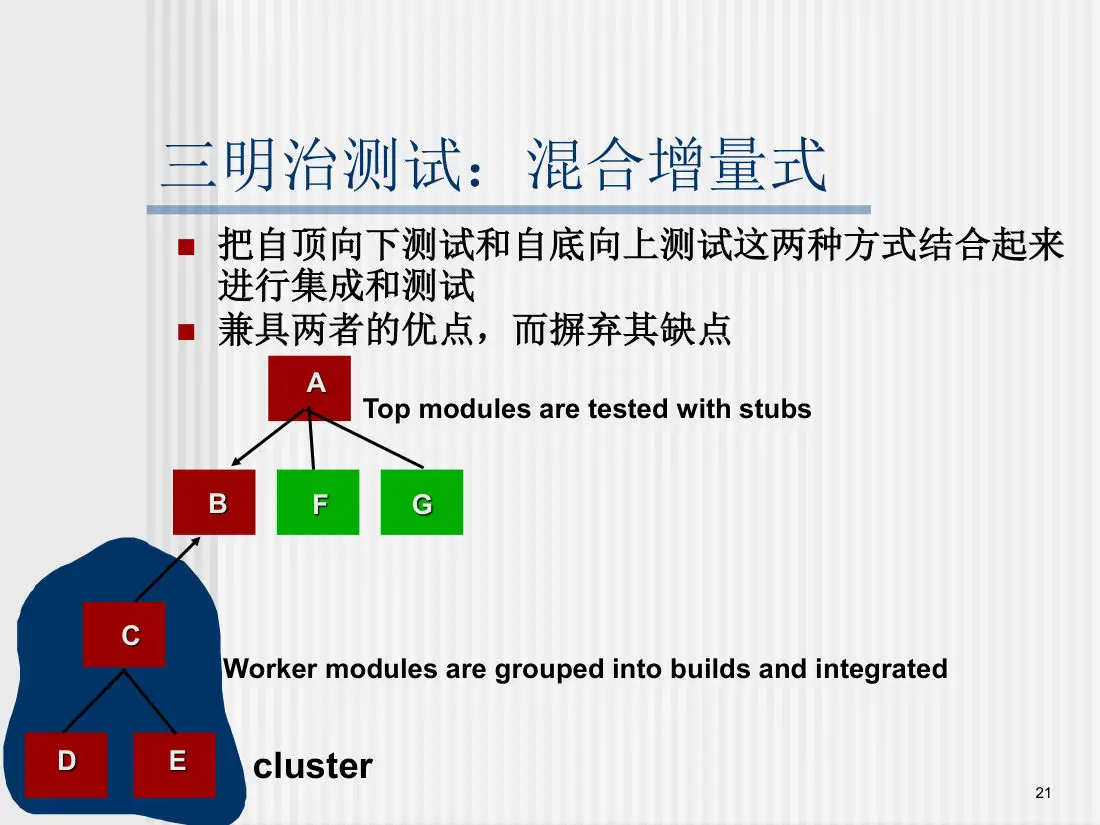 三明治测试：混合增量式
把自顶向下测试和自底向上测试这两种方式结合起来
进行集成和测试
兼具两者的优点，而摒弃其缺点
A
Top modules are tested with stubs
B
F
G
C
Worker modules are grouped into builds and integrated
D
E
cluster
21